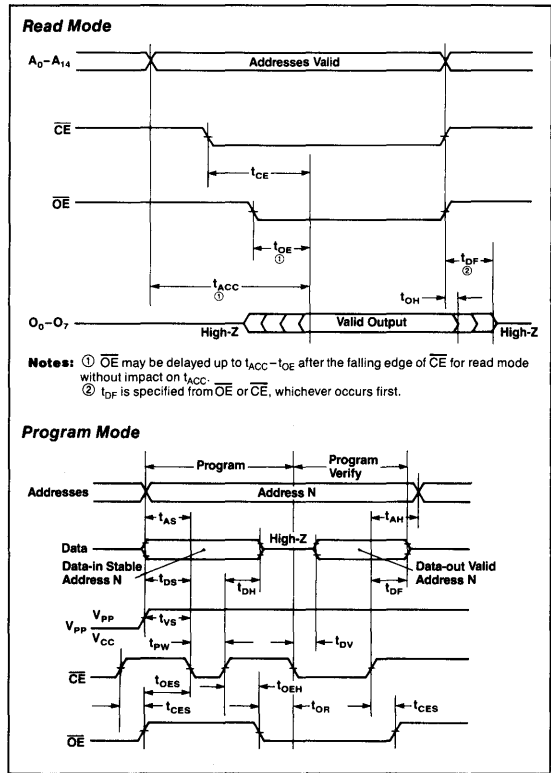 Read Mode
A0–A14
Addresses Valid
CE
tCE
OE
tOE
①
tDF
②
tACC
①
tOH
O0–O7
High-Z
Valid Output
High-Z
Notes: ① OE may be delayed up to tACC–tOE after the falling edge of CE for read mode
without impact on tACC.
② tDF is specified from OE or CE, whichever occurs first.
Program Mode
Program
Program
Verify
Addresses
Address N
tAS
tAH
Data
High-Z
Data-in Stable
Address N
Data-out Valid
Address N
tDS
tDH
tDF
VPP
VPP
VCC
tVS
tPW
tDV
CE
tOES
tOEH
tCES
tOR
tCES
OE